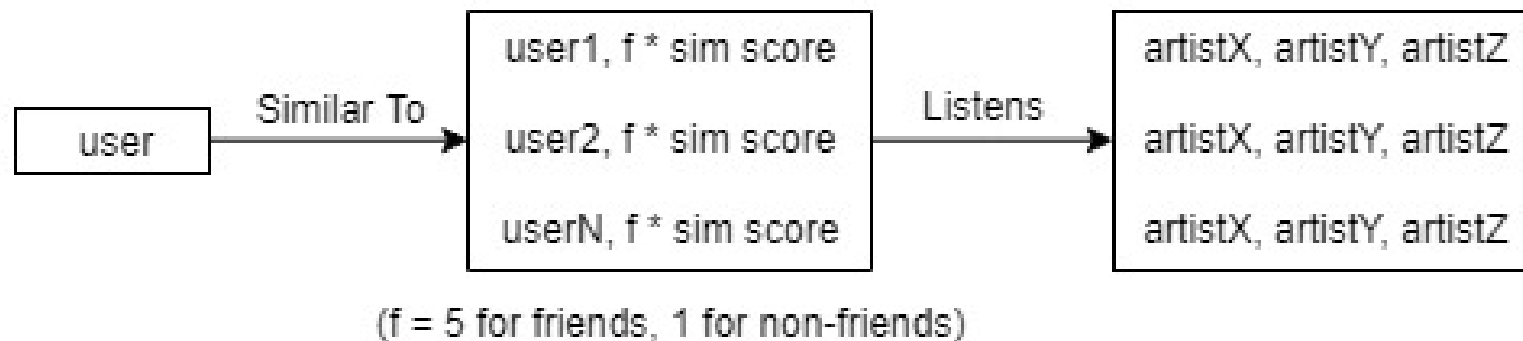 user
Similar To
user1, f * sim score
user2, f * sim score
userN, f * sim score
Listens
artistX, artistY, artistZ
artistX, artistY, artistZ
artistX, artistY, artistZ
(f = 5 for friends, 1 for non-friends)